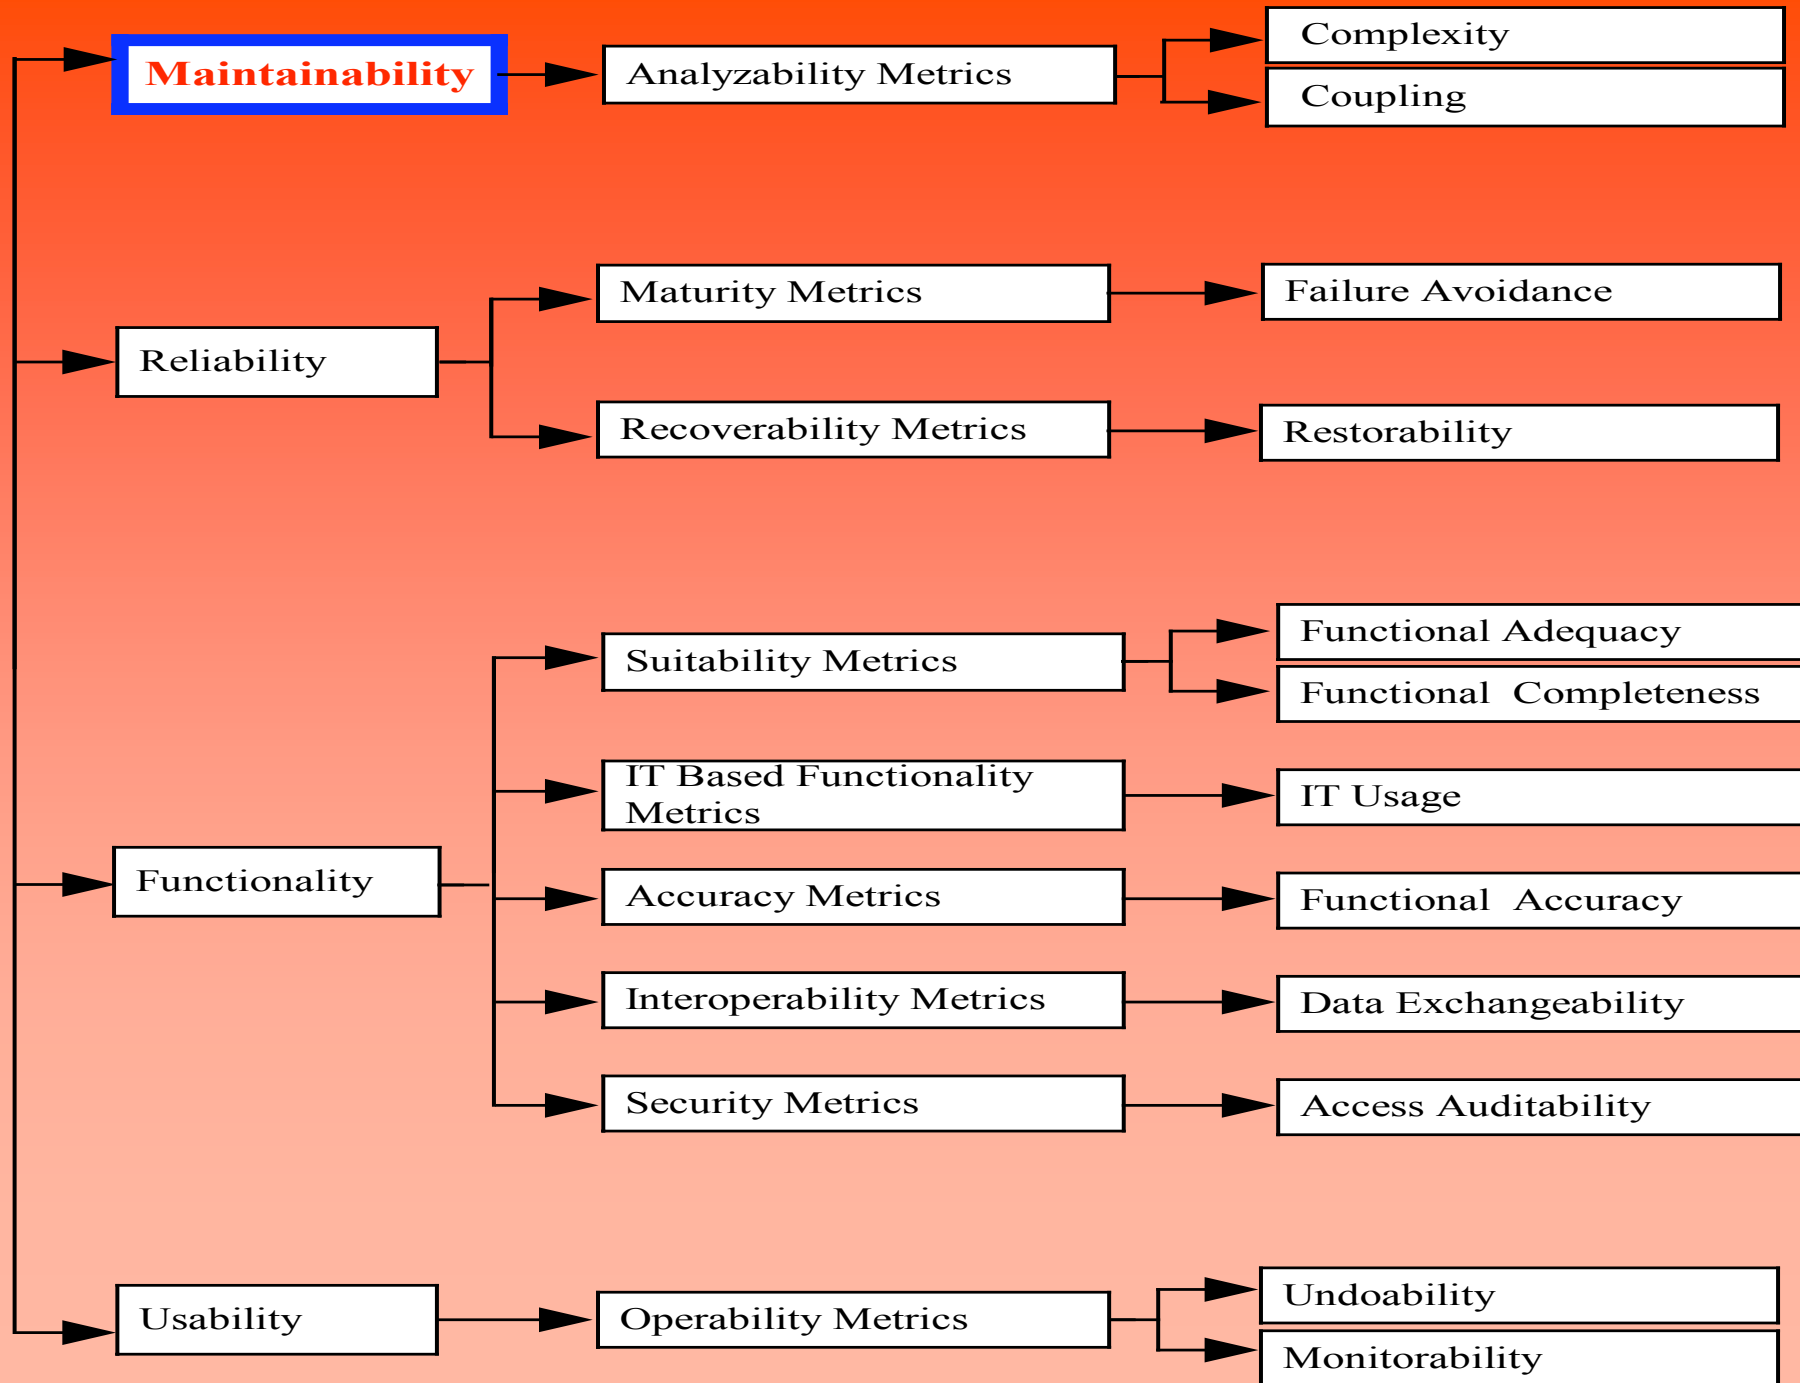 Maintainability
Analyzability Metrics
Complexity
Coupling
Reliability
Maturity Metrics
Failure Avoidance
Recoverability Metrics
Restorability
Functionality
Suitability Metrics
Functional Adequacy
Functional Completeness
IT Based Functionality
Metrics
IT Usage
Accuracy Metrics
Functional Accuracy
Interoperability Metrics
Data Exchangeability
Security Metrics
Access Auditability
Usability
Operability Metrics
Undoability
Monitorability